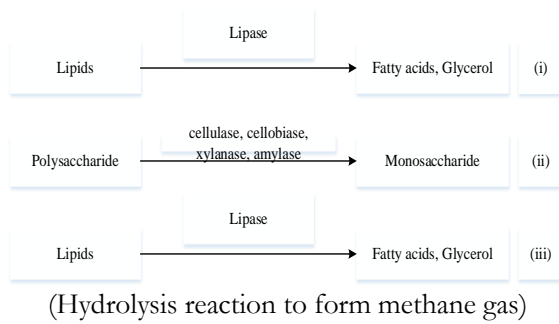 Lipase
Lipids Fatty acids, Glycerol (i)
cellulase, cellobiase,
xylanase, amylase
Polysaccharide Monosaccharide (ii)
Lipase
Lipids Fatty acids, Glycerol (iii)
(Hydrolysis reaction to form methane gas)